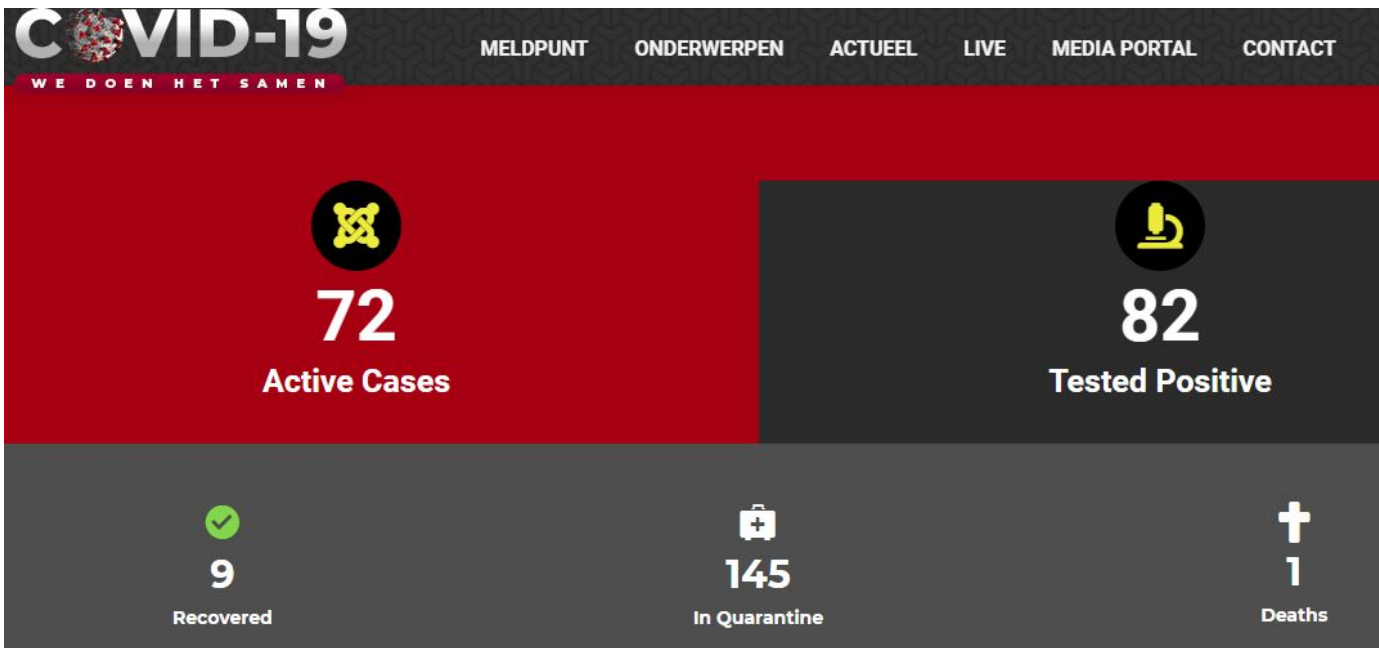 COVID-19
WE DOEN HET SAMEN
MELDPUNT ONDERWERPEN ACTUEEL LIVE MEDIA PORTAL CONTACT
72
Active Cases
82
Tested Positive
9
Recovered
145
In Quarantine
1
Deaths